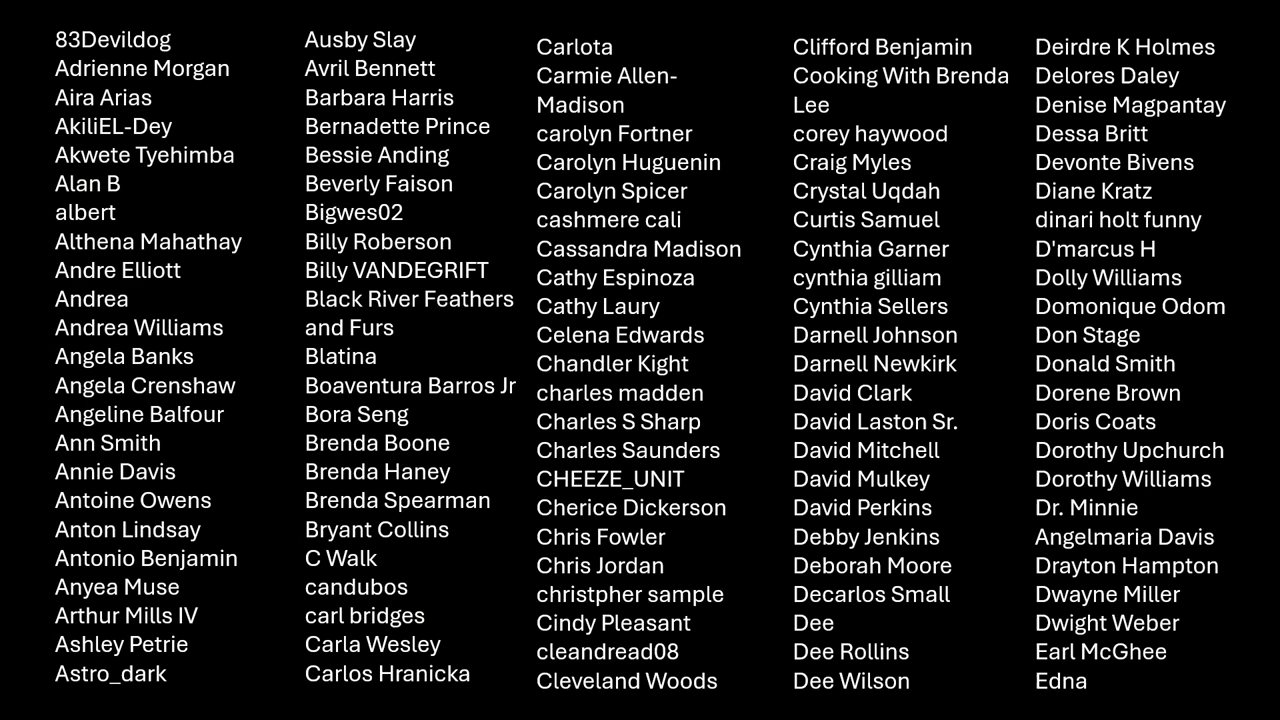 83Devildog
Adrienne Morgan
Aira Arias
AkiliEL-Dey
Akwete Tyehimba
Alan B
albert
Althena Mahathay
Andre Elliott
Andrea
Andrea Williams
Angela Banks
Angela Crenshaw
Angeline Balfour
Ann Smith
Annie Davis
Antoine Owens
Anton Lindsay
Antonio Benjamin
Anyea Muse
Arthur Mills IV
Ashley Petrie
Astro_dark
Ausby Slay
Avril Bennett
Barbara Harris
Bernadette Prince
Bessie Anding
Beverly Faison
Bigwes02
Billy Roberson
Billy VANDEGRIFT
Black River Feathers
and Furs
Blatina
Boaventura Barros Jr
Bora Seng
Brenda Boone
Brenda Haney
Brenda Spearman
Bryant Collins
C Walk
candubos
carl bridges
Carla Wesley
Carlos Hranicka
Carlota
Carmie Allen-
Madison
carolyn Fortner
Carolyn Huguenin
Carolyn Spicer
cashmere cali
Cassandra Madison
Cathy Espinoza
Cathy Laury
Celena Edwards
Chandler Kight
charles madden
Charles S Sharp
Charles Saunders
CHEEZE_UNIT
Cherice Dickerson
Chris Fowler
Chris Jordan
christpher sample
Cindy Pleasant
cleandread08
Cleveland Woods
Clifford Benjamin
Cooking With Brenda
Lee
corey haywood
Craig Myles
Crystal Uqdah
Curtis Samuel
Cynthia Garner
cynthia gilliam
Cynthia Sellers
Darnell Johnson
Darnell Newkirk
David Clark
David Laston Sr.
David Mitchell
David Mulkey
David Perkins
Debby Jenkins
Deborah Moore
Decarlos Small
Dee
Dee Rollins
Dee Wilson
Deirdre K Holmes
Delores Daley
Denise Magpantay
Dessa Britt
Devonte Bivens
Diane Kratz
dinari holt funny
D'marcus H
Dolly Williams
Domonique Odom
Don Stage
Donald Smith
Dorene Brown
Doris Coats
Dorothy Upchurch
Dorothy Williams
Dr. Minnie
Angelmaria Davis
Drayton Hampton
Dwayne Miller
Dwight Weber
Earl McGhee
Edna